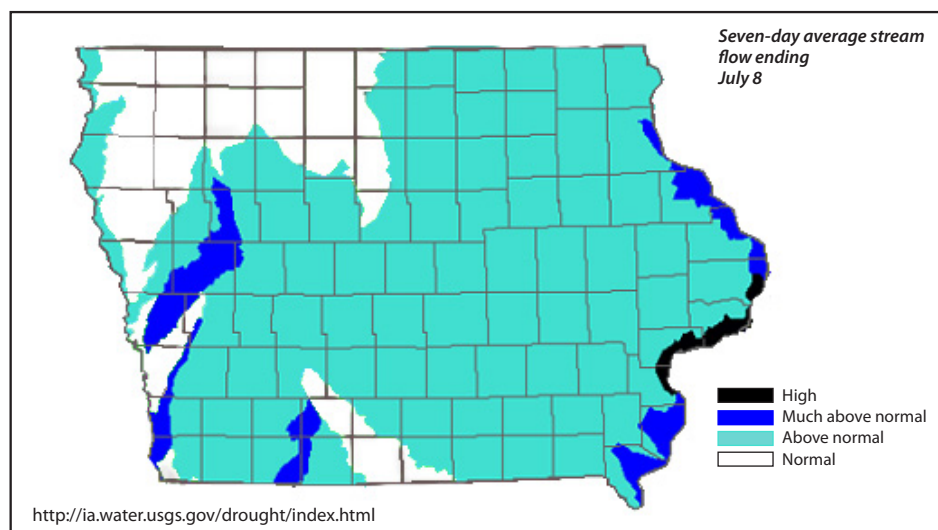 Seven-day average stream
flow ending
July 8
High
Much above normal
Above normal
Normal
http://ia.water.usgs.gov/drought/index.html